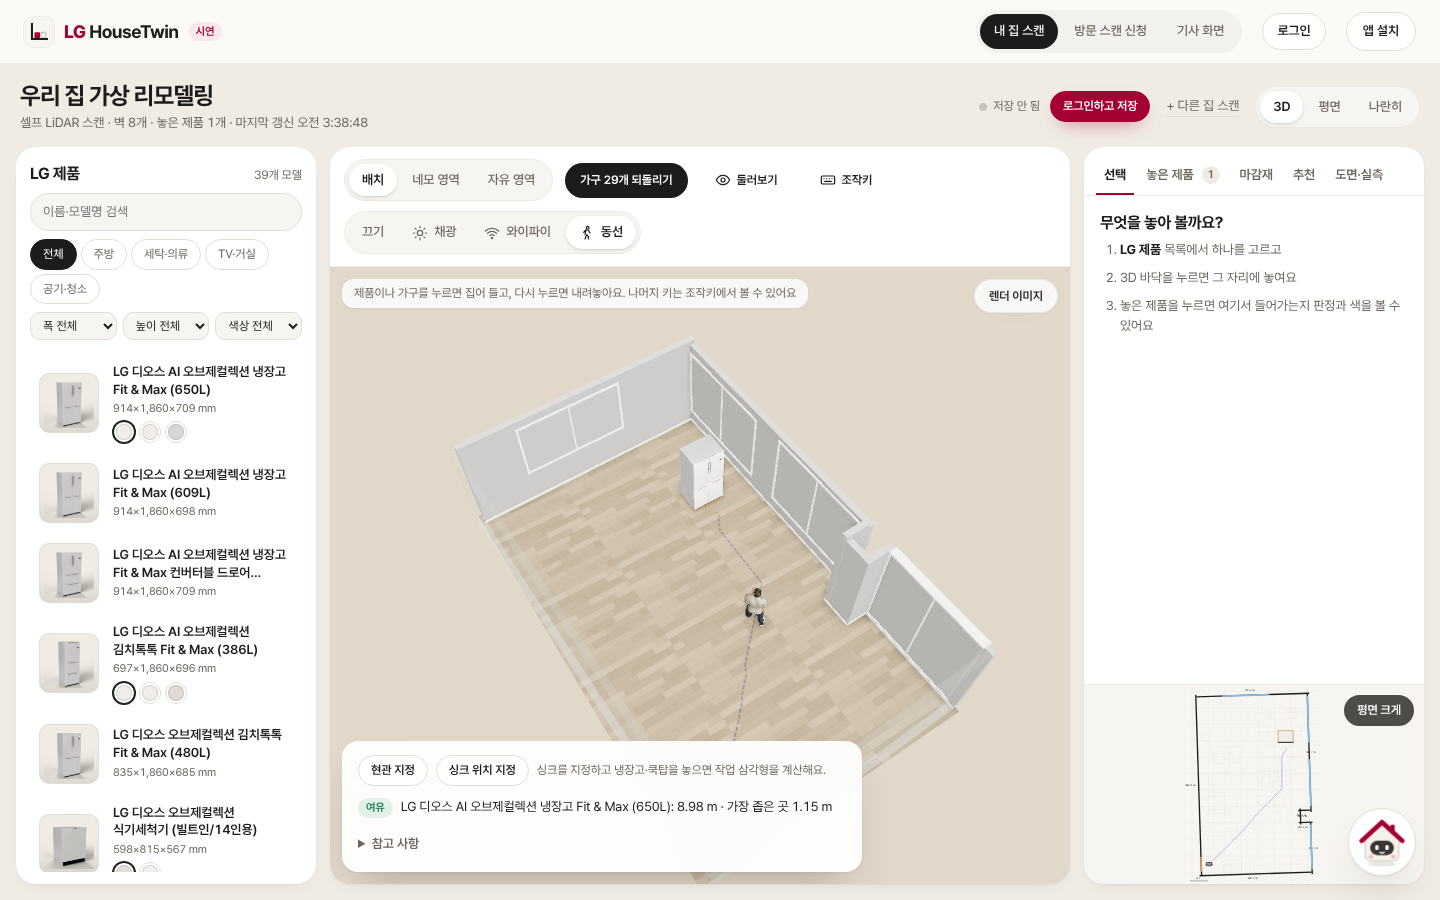 LG HouseTwin 시연
내 집 스캔
방문 스캔 신청
기사 화면
로그인
앱 설치
우리 집 가상 리모델링
셀프 LiDAR 스캔 · 벽 8개 · 놓은 제품 1개 · 마지막 갱신 오전 3:38:48
저장 안 됨
로그인하고 저장
+ 다른 집 스캔
3D
평면
나란히
LG 제품
39개 모델
이름·모델명 검색
전체
주방
세탁·의류
TV·거실
공기·청소
폭 전체
높이 전체
색상 전체
LG 디오스 AI 오브제컬렉션 냉장고
Fit & Max (650L)
914×1,860×709 mm
LG 디오스 AI 오브제컬렉션 냉장고
Fit & Max (609L)
914×1,860×698 mm
LG 디오스 AI 오브제컬렉션 냉장고
Fit & Max 컨버터블 드로어...
914×1,860×709 mm
LG 디오스 AI 오브제컬렉션
김치톡톡 Fit & Max (386L)
697×1,860×696 mm
LG 디오스 오브제컬렉션 김치톡톡
Fit & Max (480L)
835×1,860×685 mm
LG 디오스 오브제컬렉션
식기세척기 (빌트인/14인용)
598×815×567 mm
배치
네모 영역
자유 영역
가구 29개 되돌리기
둘러보기
조작키
끄기
채광
와이파이
동선
제품이나 가구를 누르면 집어 들고, 다시 누르면 내려놓아요. 나머지 키는 조작키에서 볼 수 있어요
렌더 이미지
현관 지정
싱크 위치 지정
싱크를 지정하고 냉장고·쿡탑을 놓으면 작업 삼각형을 계산해요.
여유
LG 디오스 AI 오브제컬렉션 냉장고 Fit & Max (650L): 8.98 m · 가장 좁은 곳 1.15 m
▶ 참고 사항
선택
놓은 제품 1
마감재
추천
도면·실측
무엇을 놓아 볼까요?
1. LG 제품 목록에서 하나를 고르고
2. 3D 바닥을 누르면 그 자리에 놓여요
3. 놓은 제품을 누르면 여기서 들어가는지 판정과 색을 볼 수
있어요
평면 크게